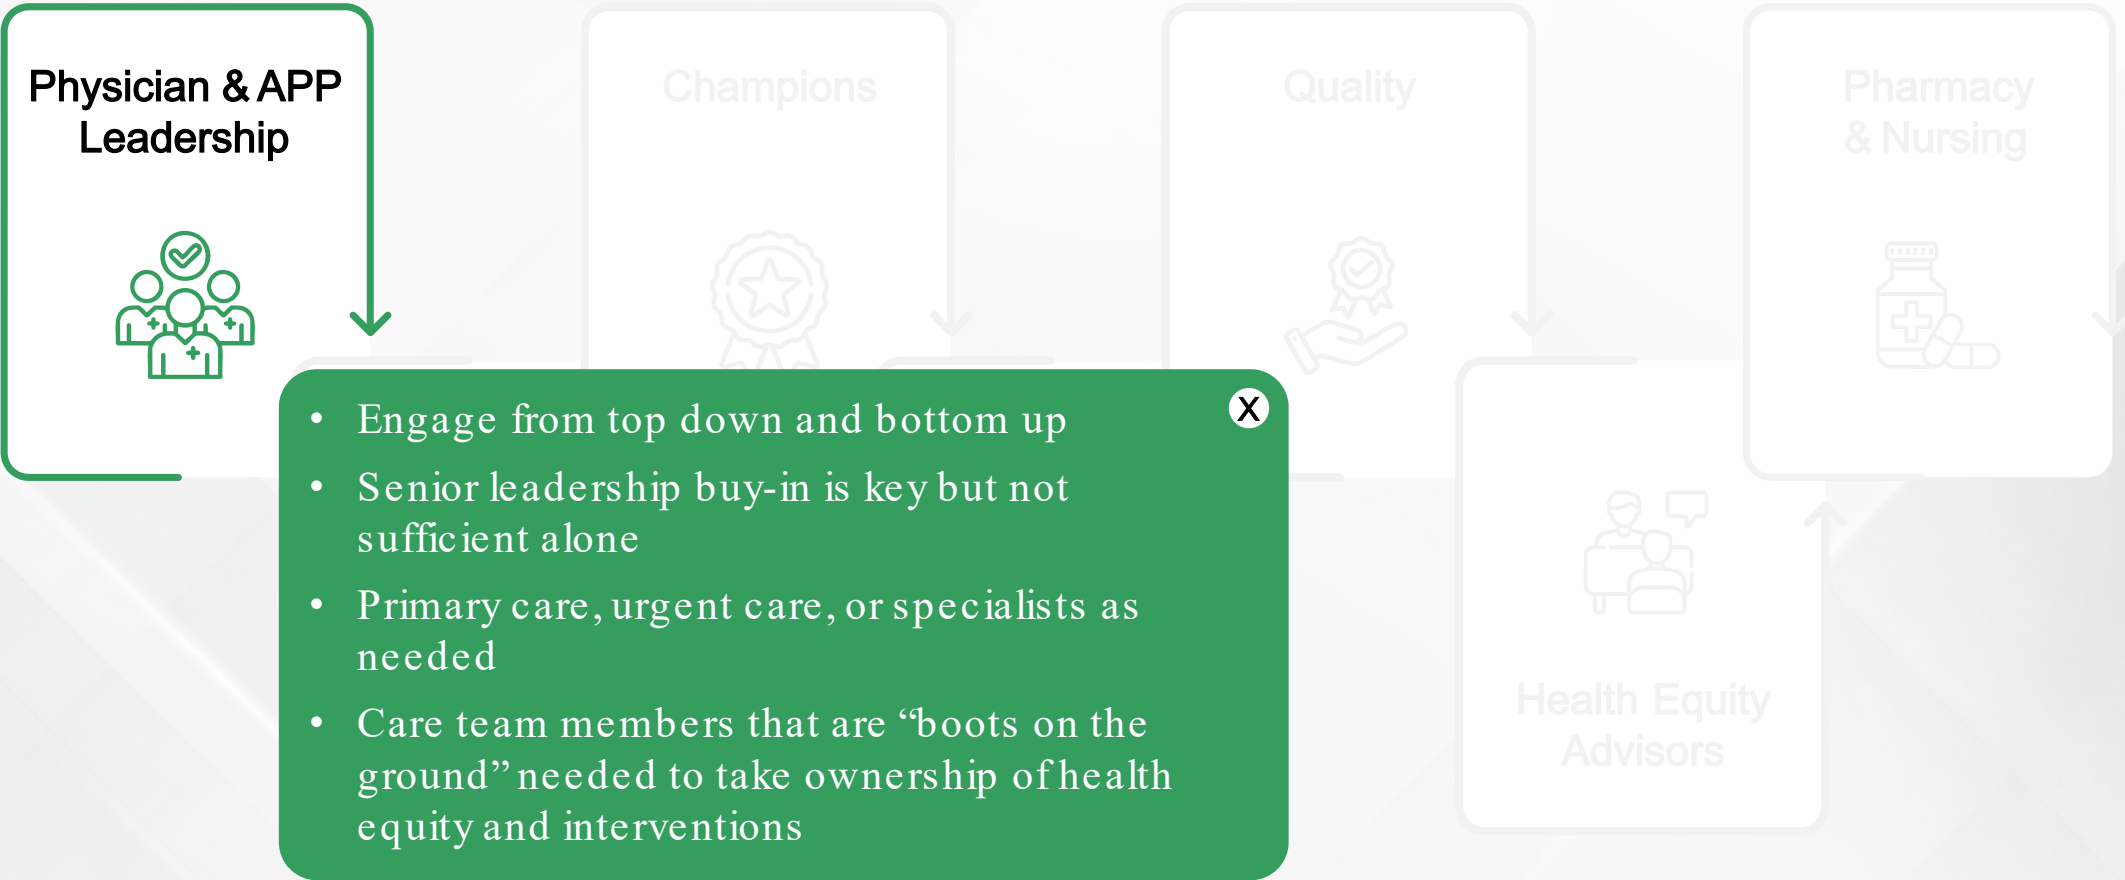 Physician & APP
Leadership
Champions
Quality
Pharmacy
& Nursing
X
• Engage from top down and bottom up
• Senior leadership buy-in is key but not
sufficient alone
• Primary care, urgent care, or specialists as
needed
• Care team members that are “boots on the
ground” needed to take ownership of health
equity and interventions
Health Equity
Advisors